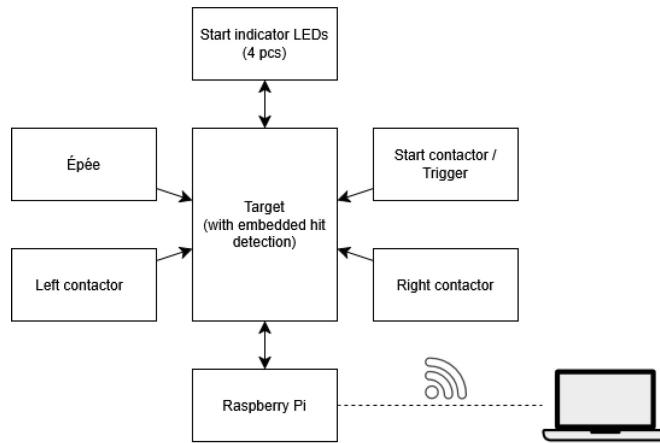 Start indicator LEDs
(4 pcs)
Épée
Start contactor /
Trigger
Target
(with embedded hit
detection)
Left contactor
Right contactor
Raspberry Pi